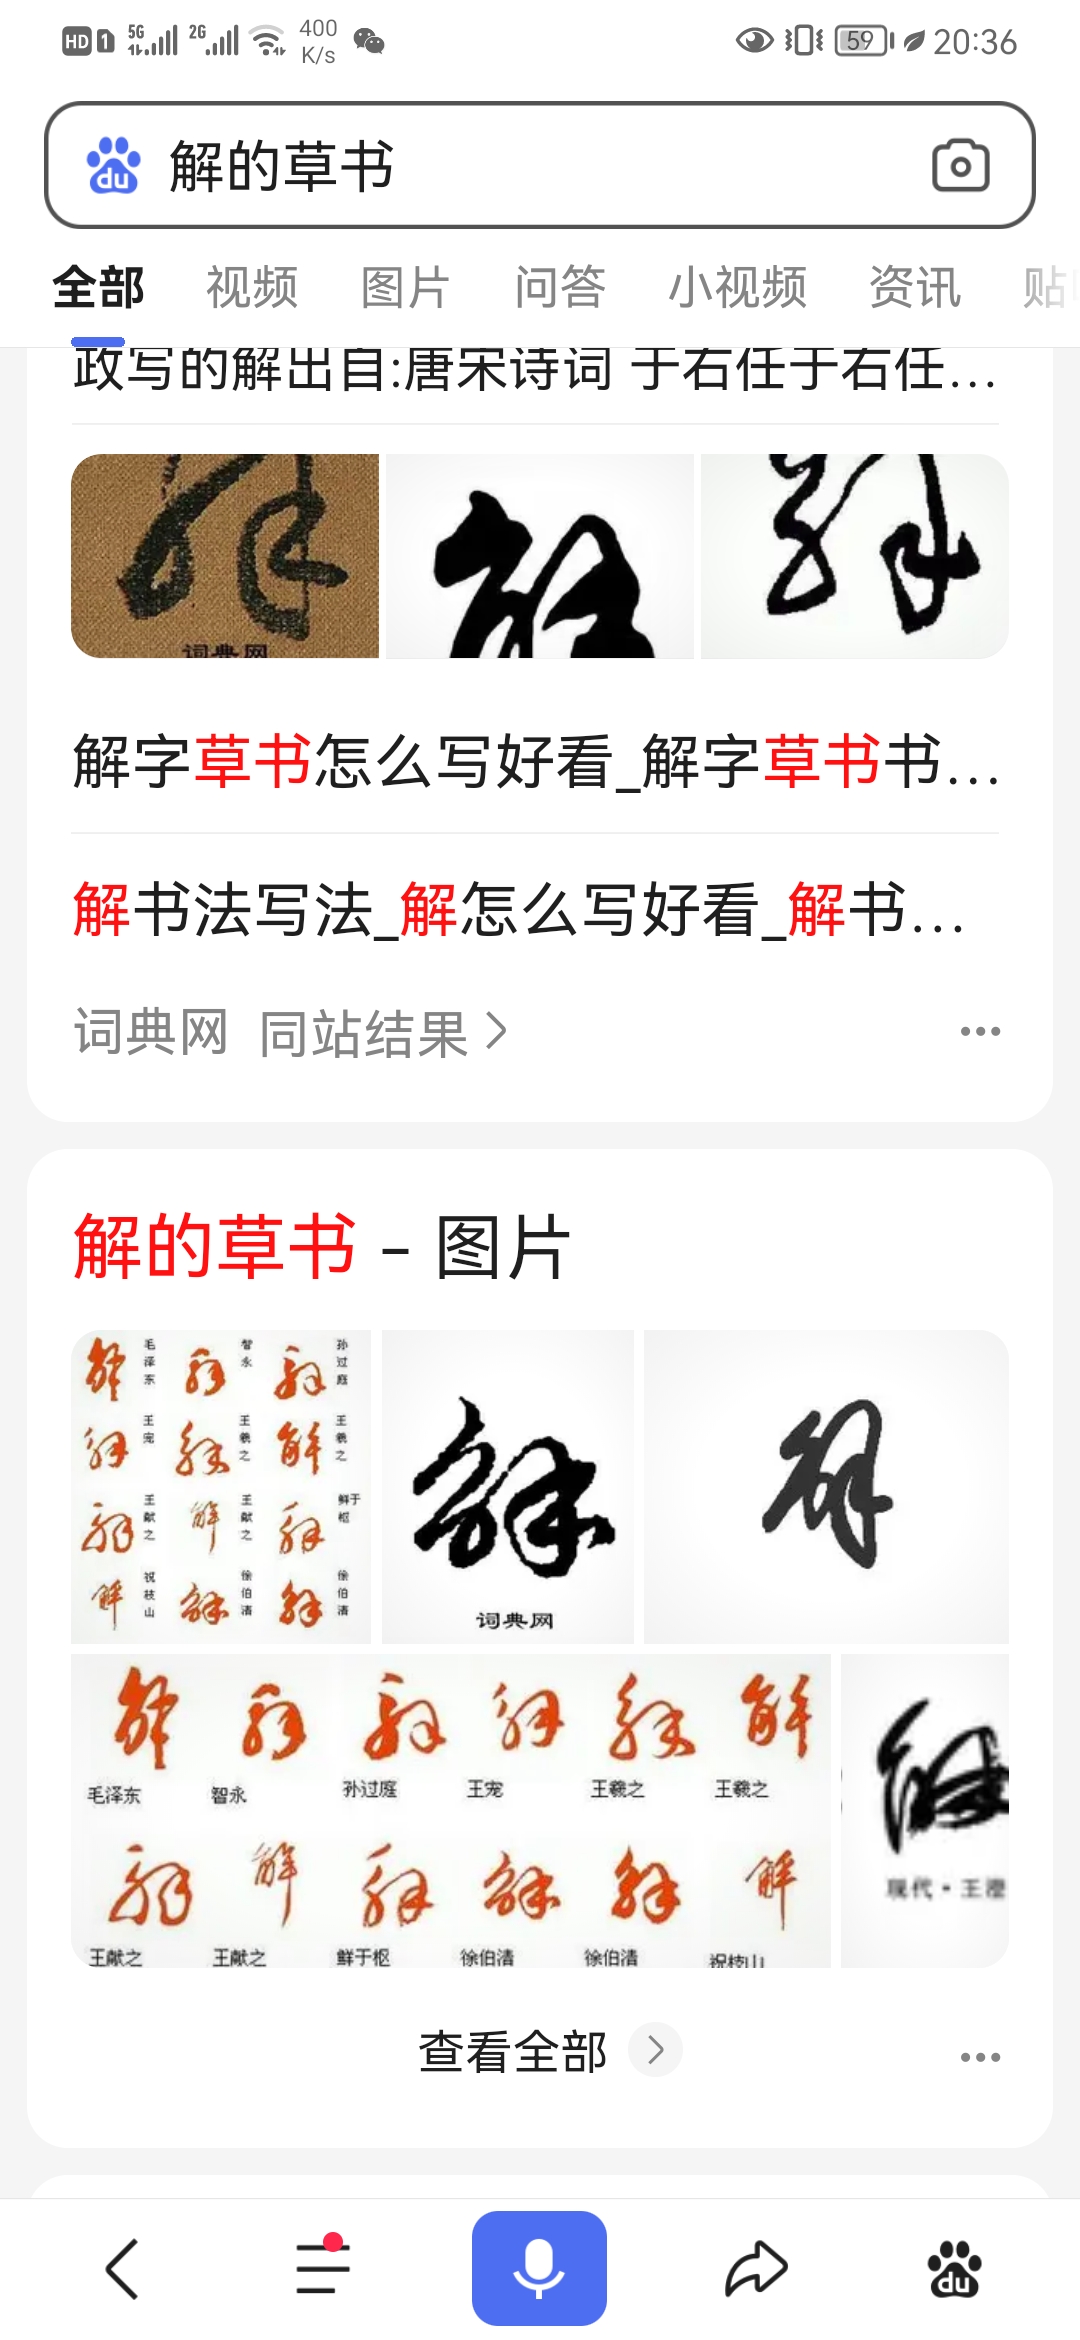 HD 1 5G 2G 400 K/s 59 20:36
du 解的草书
全部 视频 图片 问答 小视频 资讯 贴
政写的解出自:唐宋诗词 于右任于右任...
词典网
解字草书怎么写好看_解字草书书...
解书法写法_解怎么写好看_解书...
词典网 同站结果
解的草书 - 图片
毛泽东 智永 孙过庭
王宠 王羲之 王羲之
王献之 王献之 鲜于枢
祝枝山 徐伯清 徐伯清
词典网
毛泽东 智永 孙过庭 王宠 王羲之 王羲之
王献之 王献之 鲜于枢 徐伯清 徐伯清 祝枝山
现代·王澄
查看全部
du